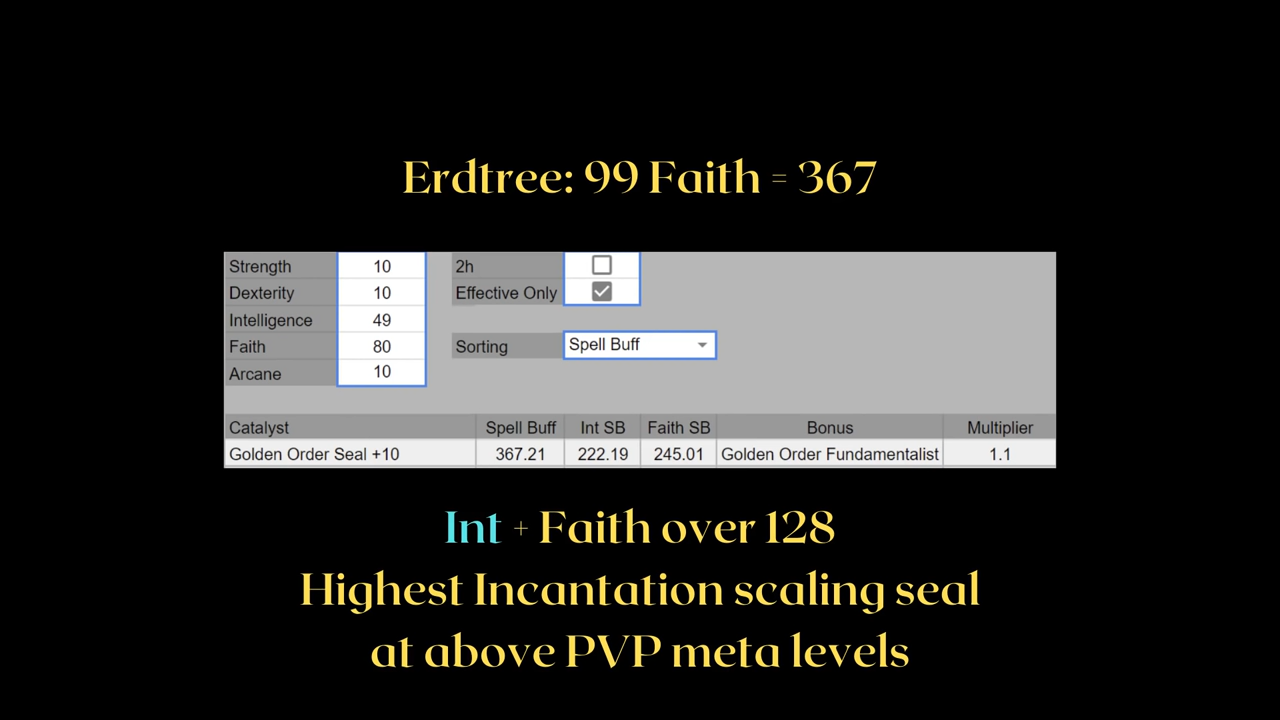 Erdtree: 99 Faith = 367
Strength 10 2h
Dexterity 10 Effective Only
Intelligence 49
Faith 80 Sorting Spell Buff
Arcane 10
Catalyst Spell Buff Int SB Faith SB Bonus Multiplier
Golden Order Seal +10 367.21 222.19 245.01 Golden Order Fundamentalist 1.1
Int + Faith over 128
Highest Incantation scaling seal
at above PVP meta levels